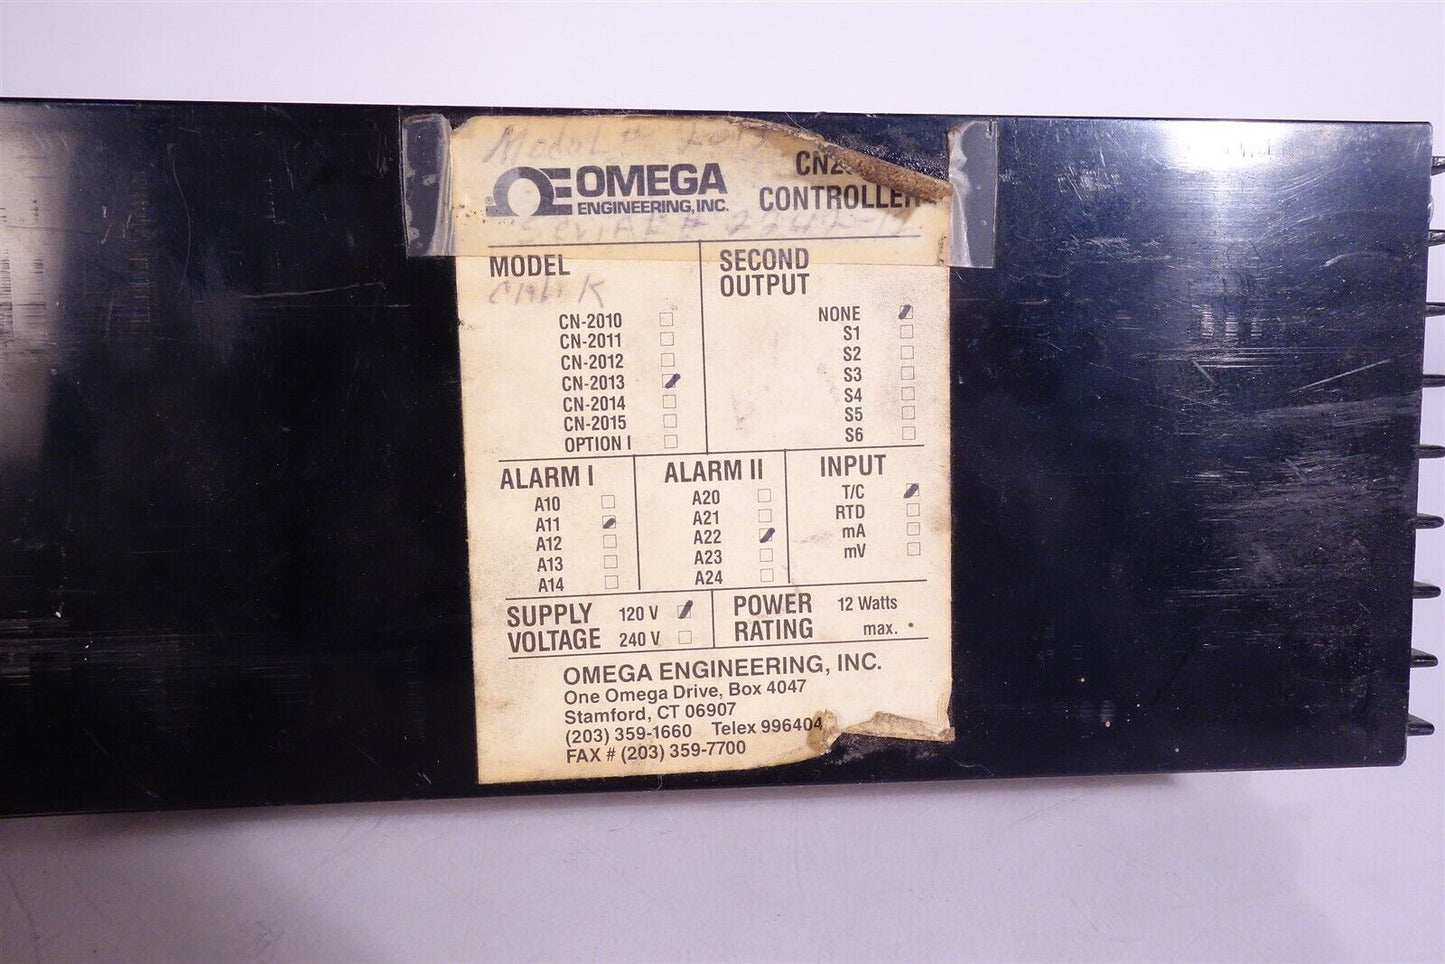 Model #
OMEGA CN2
ENGINEERING, INC. CONTROLLER
Serial #
MODEL
SECOND OUTPUT
CN-2010
CN-2011
CN-2012
CN-2013
CN-2014
CN-2015
OPTION I
NONE
S1
S2
S3
S4
S5
S6
ALARM I
A10
A11
A12
A13
A14
ALARM II
A20
A21
A22
A23
A24
INPUT
T/C
RTD
mA
mV
SUPPLY 120 V
VOLTAGE 240 V
POWER 12 Watts
RATING max.
OMEGA ENGINEERING, INC.
One Omega Drive, Box 4047
Stamford, CT 06907
(203) 359-1660 Telex 996404
FAX # (203) 359-7700